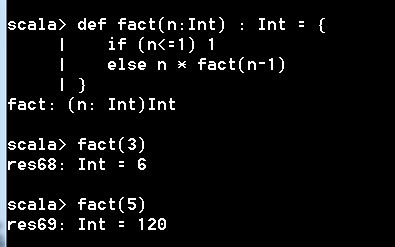 scala> def fact(n:Int) : Int = {
     |    if (n<=1) 1
     |    else n * fact(n-1)
     | }
fact: (n: Int)Int

scala> fact(3)
res68: Int = 6

scala> fact(5)
res69: Int = 120